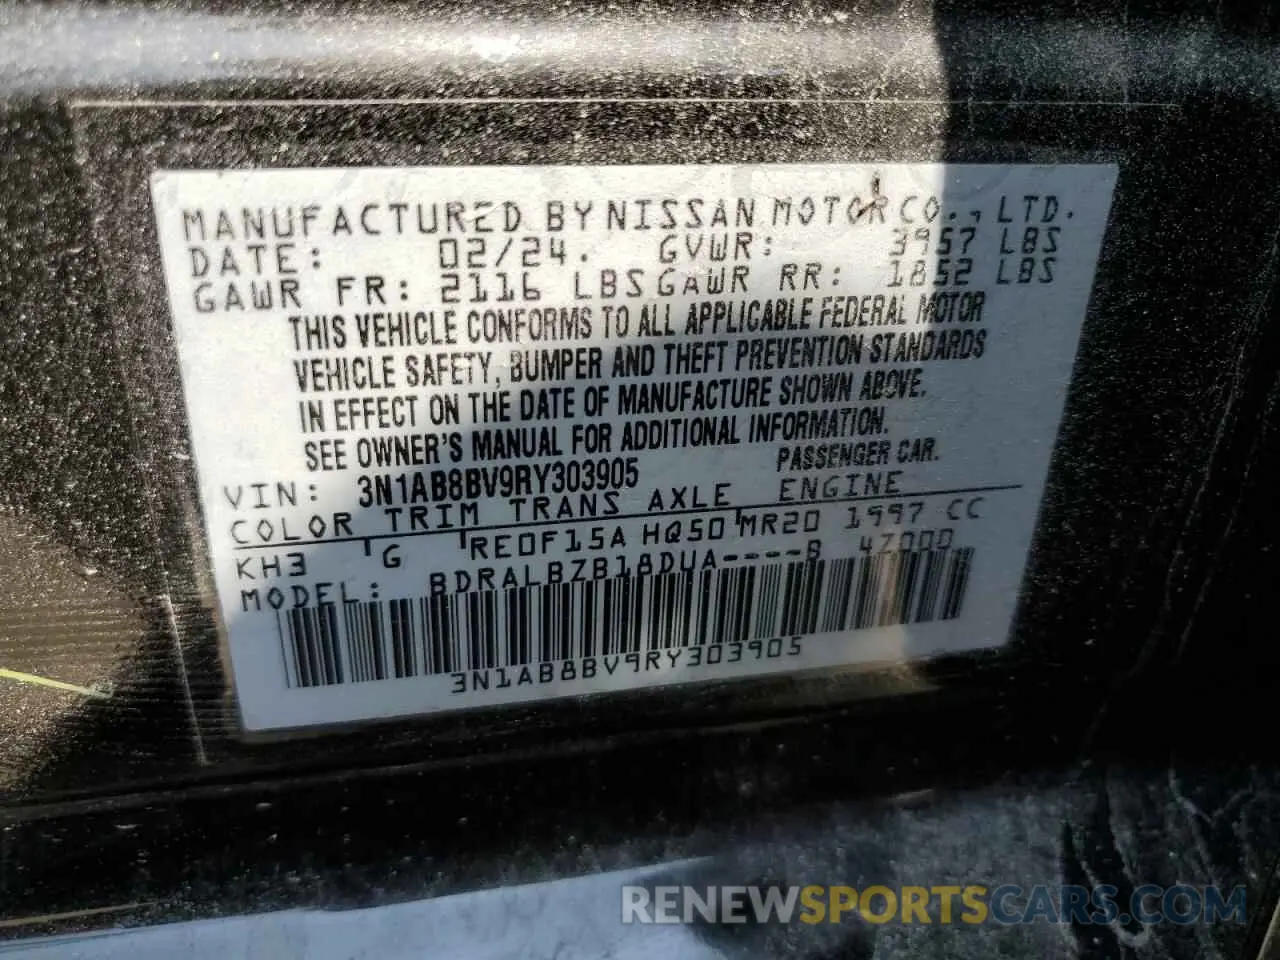 MANUFACTURED BY NISSAN MOTOR CO., LTD.
DATE: 02/24. GVWR: 3957 LBS
GAWR FR: 2116 LBS GAWR RR: 1852 LBS
THIS VEHICLE CONFORMS TO ALL APPLICABLE FEDERAL MOTOR
VEHICLE SAFETY, BUMPER AND THEFT PREVENTION STANDARDS
IN EFFECT ON THE DATE OF MANUFACTURE SHOWN ABOVE.
SEE OWNER'S MANUAL FOR ADDITIONAL INFORMATION.
VIN: 3N1AB8BV9RY303905 PASSENGER CAR.
COLOR TRIM TRANS AXLE ENGINE
KH3 G RE0F15A HQ50 MR20 1997 CC
MODEL: BDRALBZB18DUA----B 47000
3N1AB8BV9RY303905
RENEWSPORTSCARS.COM